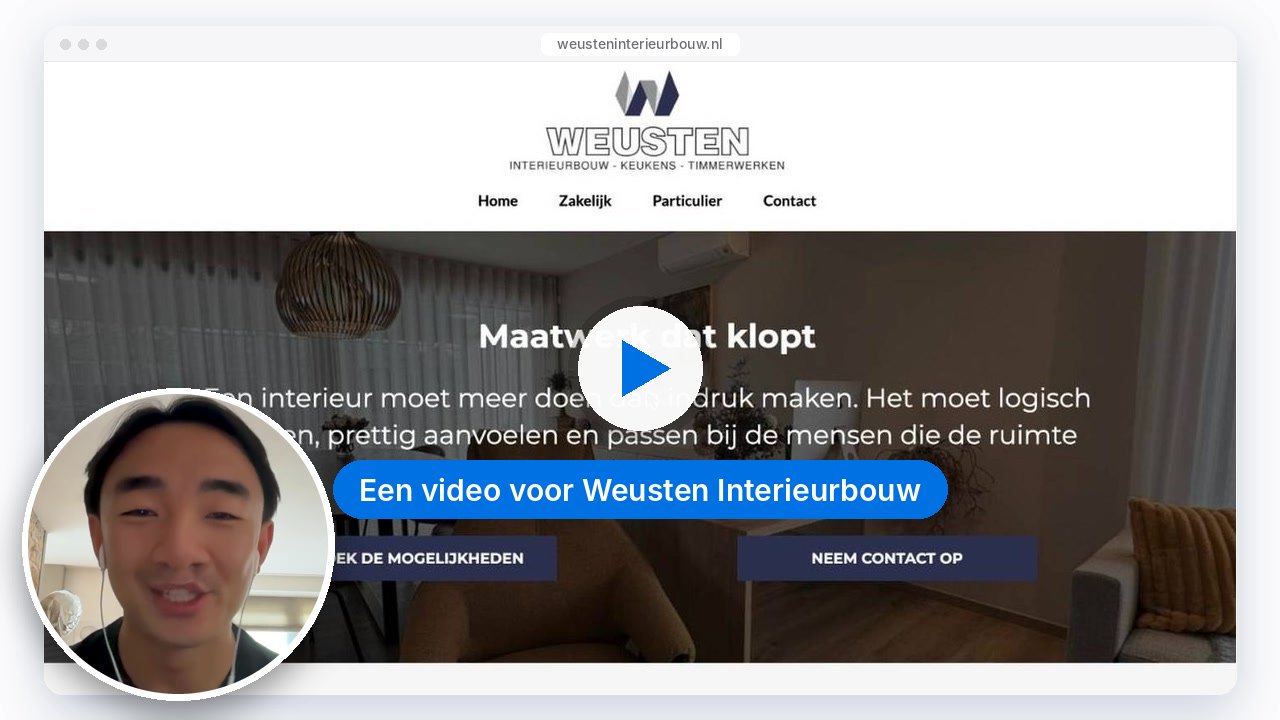 weusteninterieurbouw.nl
WEUSTEN
INTERIEURBOUW - KEUKENS - TIMMERWERKEN
Home Zakelijk Particulier Contact
Maatwerk dat klopt
Een interieur moet meer doen dan indruk maken. Het moet logisch
prettig aanvoelen en passen bij de mensen die de ruimte
Een video voor Weusten Interieurbouw
DE MOGELIJKHEDEN
NEEM CONTACT OP